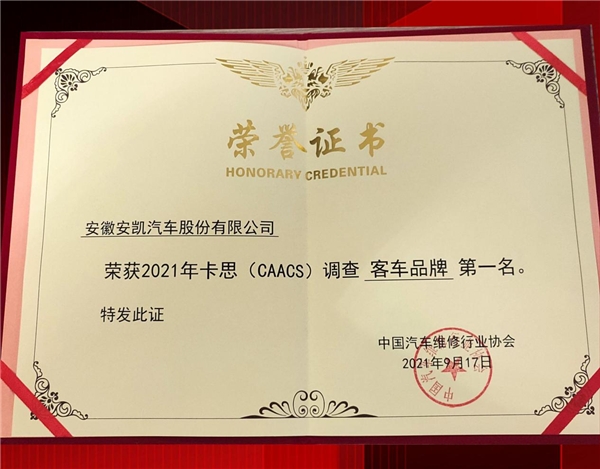 荣誉证书
HONORARY CREDENTIAL
安徽安凯汽车股份有限公司
荣获2021年卡思（CAACS）调查 客车品牌 第一名。
特发此证
中国汽车维修行业协会
2021年9月17日